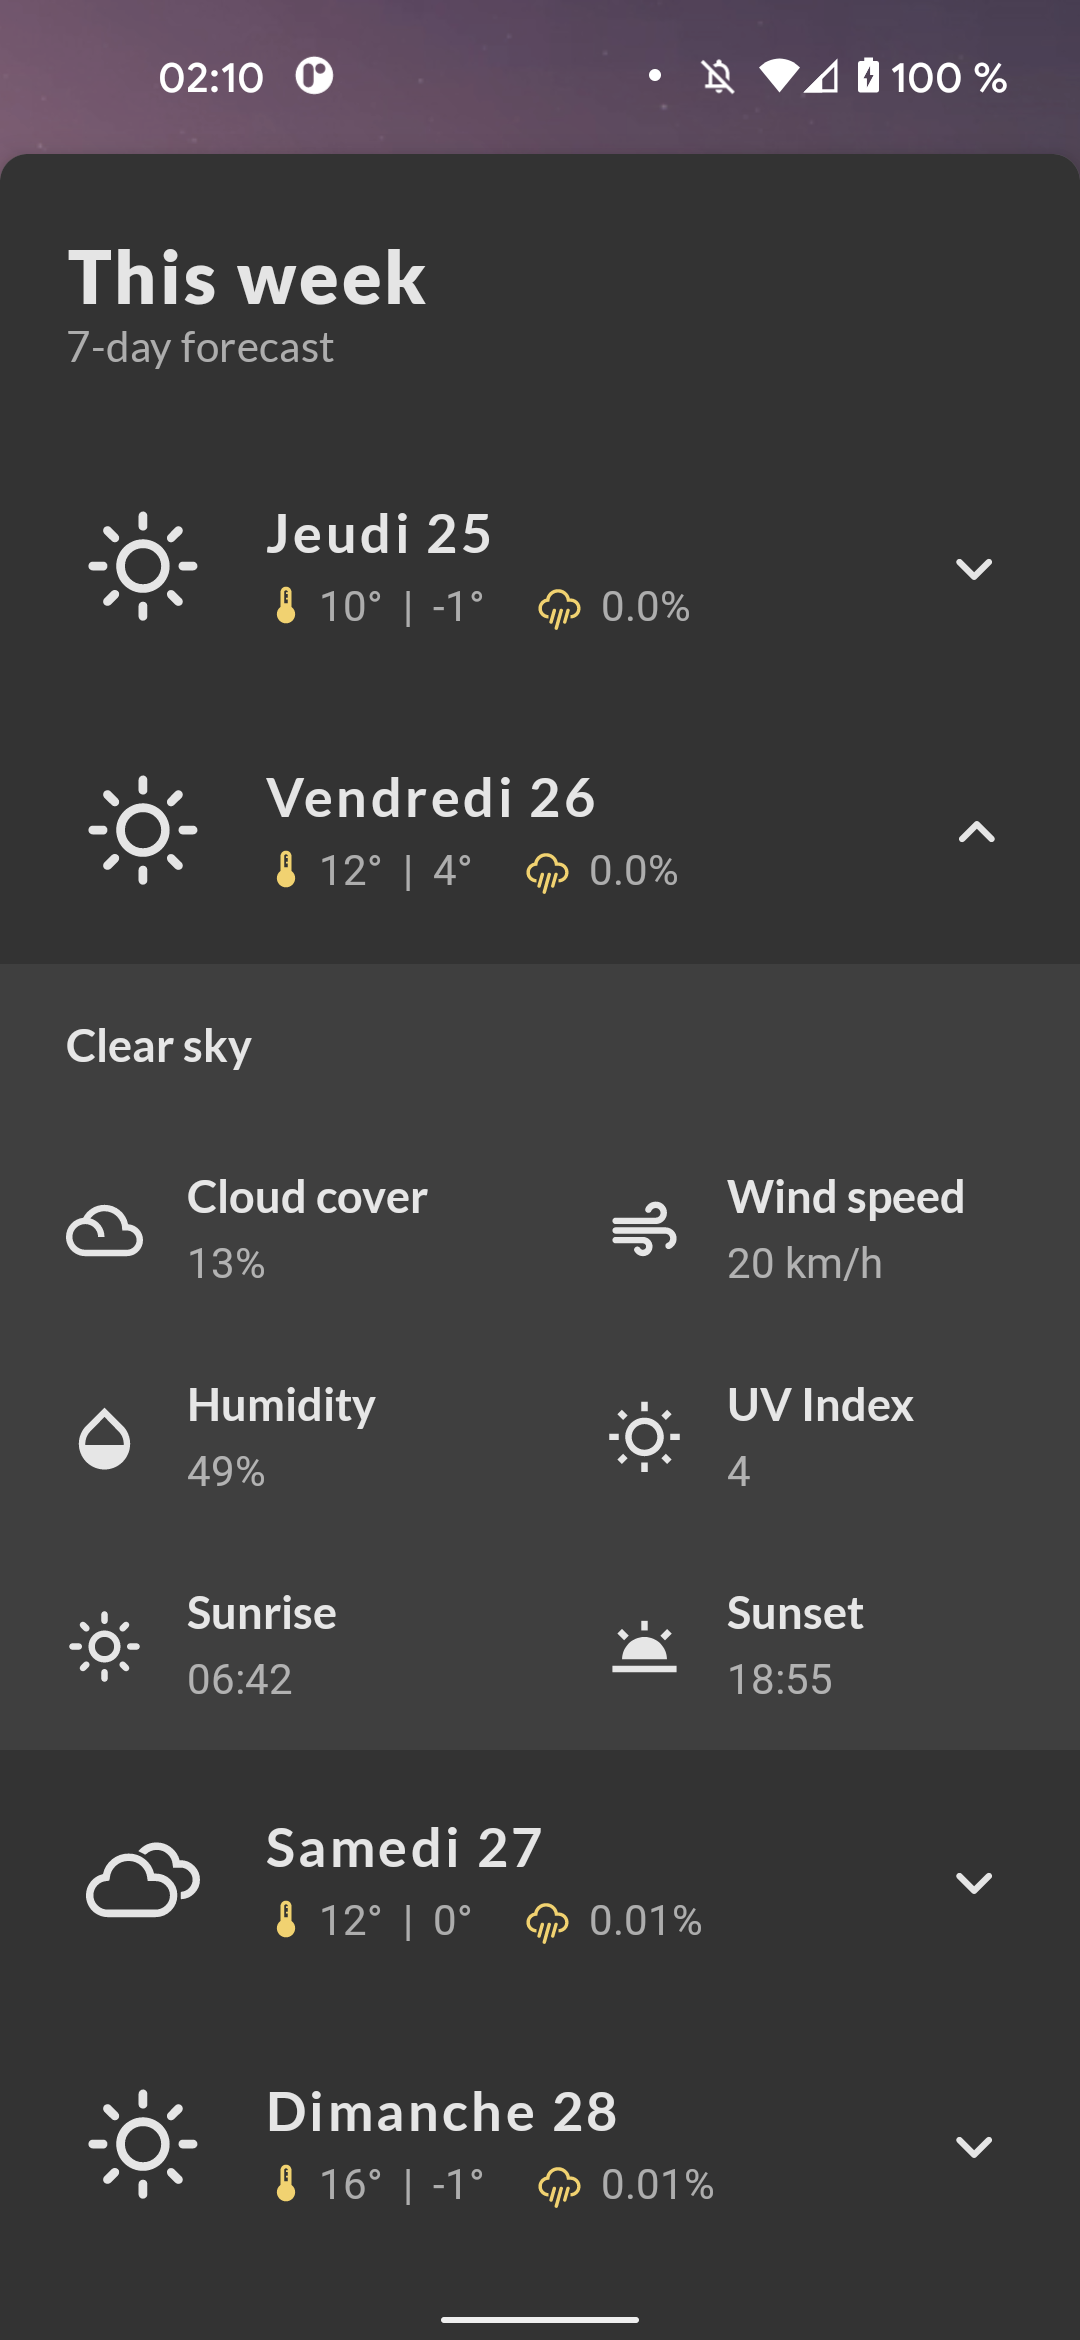 02:10 100 %
This week
7-day forecast
Jeudi 25
10° | -1° 0.0%
Vendredi 26
12° | 4° 0.0%
Clear sky
Cloud cover Wind speed
13% 20 km/h
Humidity UV Index
49% 4
Sunrise Sunset
06:42 18:55
Samedi 27
12° | 0° 0.01%
Dimanche 28
16° | -1° 0.01%